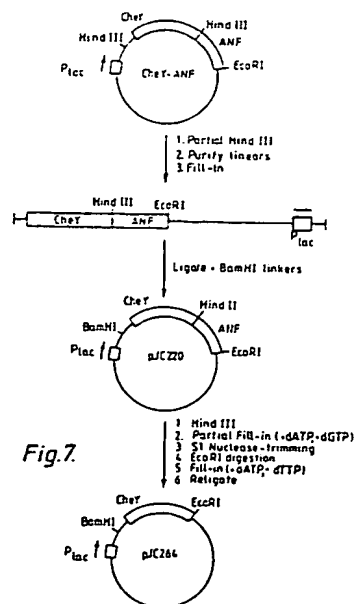 CheY
Hind III
Hind III
ANF
EcoRI
Plac
CheY-ANF
1. Partial Hind III
2. Purify linears
3. Fill-In
Hind III
EcoRI
CheY
ANF
Plac
Ligate + BamHI linkers
CheY
BamHI
Hind II
ANF
Plac
pJC220
EcoRI
1 Hind III
2. Partial Fill-in (+dATP,+dGTP)
3 S1 Nuclease-trimming
4 EcoRI digestion
5 Fill-in (+dATP, +dTTP)
6 Religate
Fig.7.
CheY
EcoRI
BamHI
Plac
pJC264